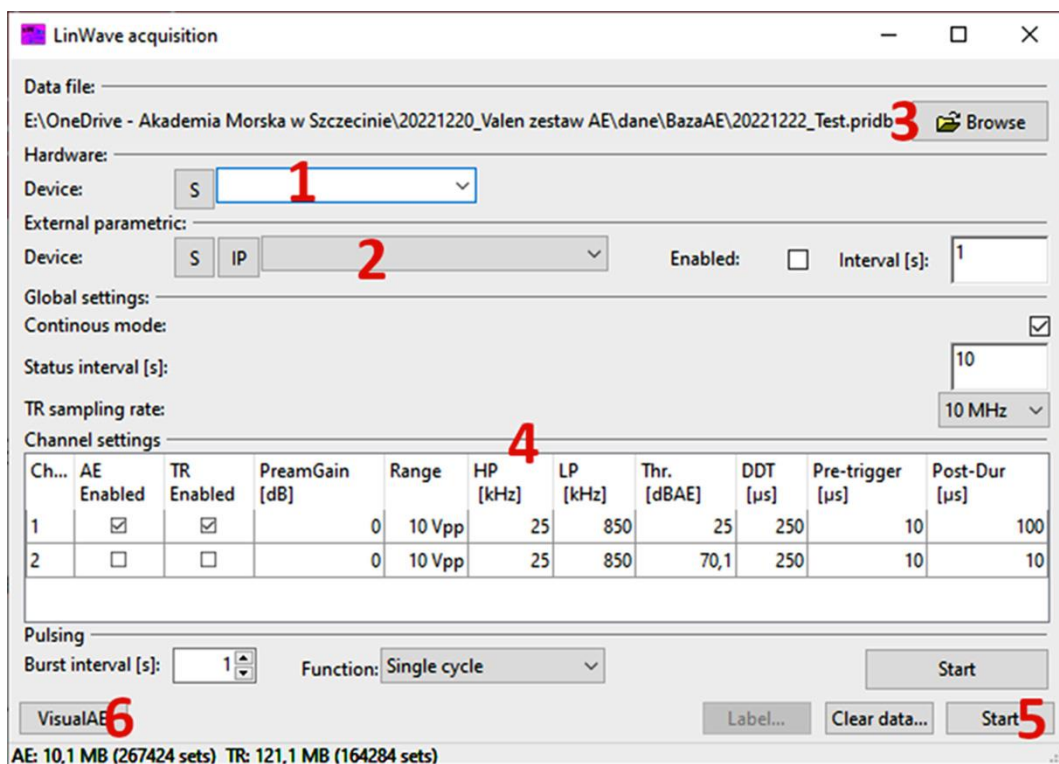 LinWave acquisition
Data file:
E:\OneDrive - Akademia Morska w Szczecinie\20221220_Valen zestaw AE\dane\BazaAE\20221222_Test.pridb 3 Browse
Hardware:
Device: S 1
External parametric:
Device: S IP 2 Enabled: Interval [s]: 1
Global settings:
Continous mode:
Status interval [s]: 10
TR sampling rate: 10 MHz
Channel settings 4
Ch... AE Enabled TR Enabled PreamGain [dB] Range HP [kHz] LP [kHz] Thr. [dBAE] DDT [µs] Pre-trigger [µs] Post-Dur [µs]
1 0 10 Vpp 25 850 25 250 10 100
2 0 10 Vpp 25 850 70,1 250 10 10
Pulsing
Burst interval [s]: 1 Function: Single cycle Start
VisualAE 6 Label... Clear data... Start 5
AE: 10,1 MB (267424 sets) TR: 121,1 MB (164284 sets)